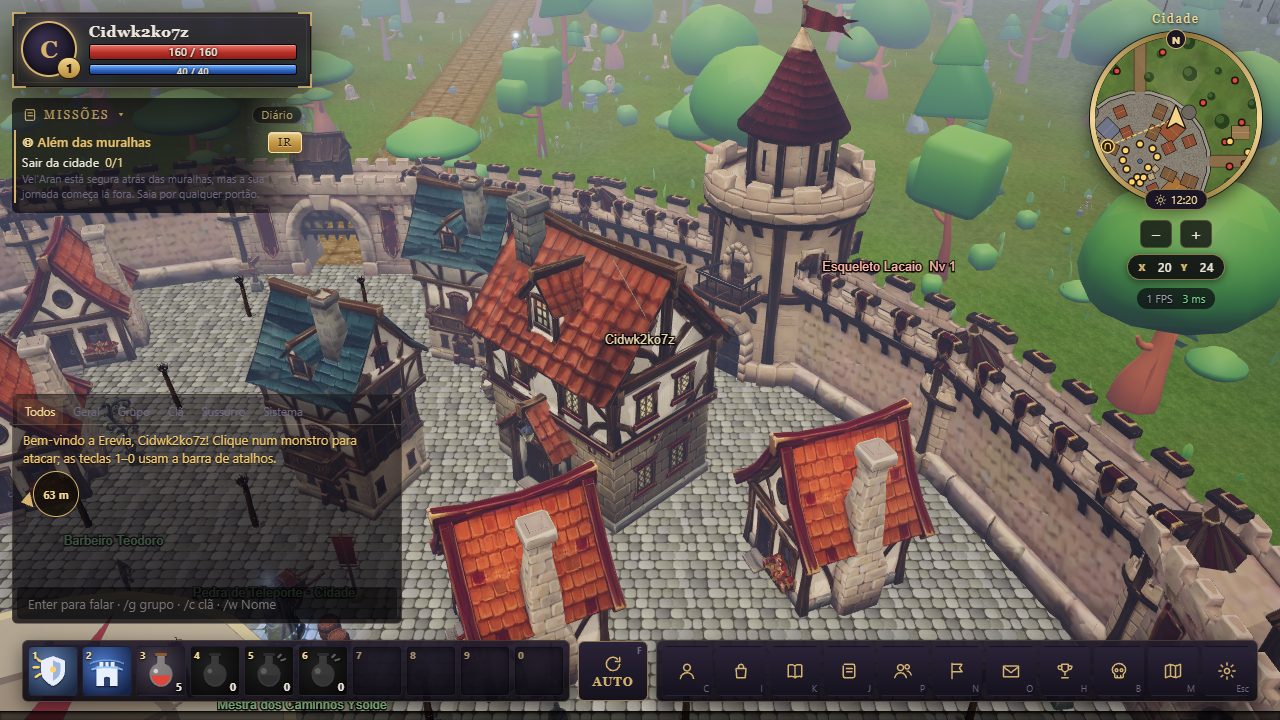 Cidwk2ko7z
C
1
160 / 160
40 / 40
MISSÕES
Diário
Além das muralhas
IR
Sair da cidade 0/1
Vel'Aran está segura atrás das muralhas, mas a sua
jornada começa lá fora. Saia por qualquer portão.
Cidade
N
12:20
− +
X 20 Y 24
1 FPS 3 ms
Esqueleto Lacaio Nv 1
Cidwk2ko7z
Todos Geral Grupo Clã Sussurro Sistema
Bem-vindo a Erevia, Cidwk2ko7z! Clique num monstro para
atacar; as teclas 1–0 usam a barra de atalhos.
63 m
Barbeiro Teodoro
Pedra de Teleporte - Cidade
Enter para falar · /g grupo · /c clã · /w Nome
1 2 3 4 5 6 7 8 9 0
5 0 0 0
F
AUTO
C I K J P N O H B M Esc
Mestra dos Caminhos Ysolde